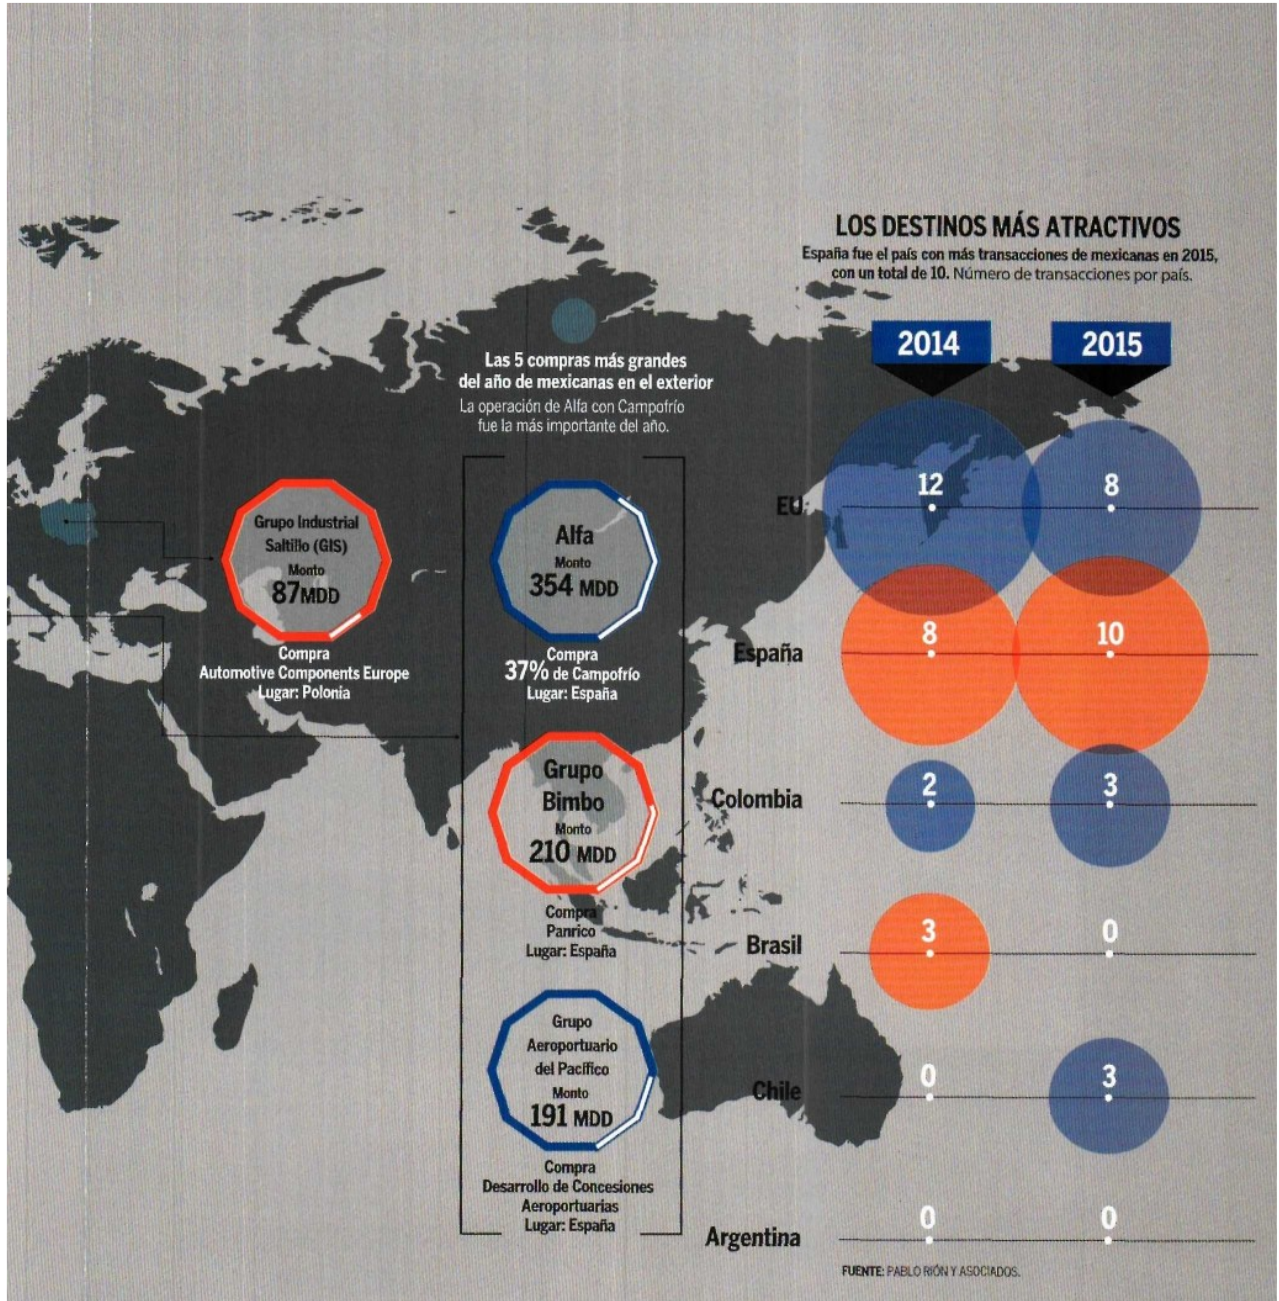 LOS DESTINOS MÁS ATRACTIVOS
España fue el país con más transacciones de mexicanas en 2015,
con un total de 10. Número de transacciones por país.
2014
2015
Las 5 compras más grandes
del año de mexicanas en el exterior
La operación de Alfa con Campofrío
fue la más importante del año.
Grupo Industrial
Saltillo (GIS)
Monto
87 MDD
Compra
Automotive Components Europe
Lugar: Polonia
Alfa
Monto
354 MDD
Compra
37% de Campofrío
Lugar: España
Grupo
Bimbo
Monto
210 MDD
Compra
Panrico
Lugar: España
Grupo
Aeroportuario
del Pacífico
Monto
191 MDD
Compra
Desarrollo de Concesiones
Aeroportuarias
Lugar: España
EU
12
8
España
8
10
Colombia
2
3
Brasil
3
0
Chile
0
3
Argentina
0
0
FUENTE: PABLO RIÓN Y ASOCIADOS.